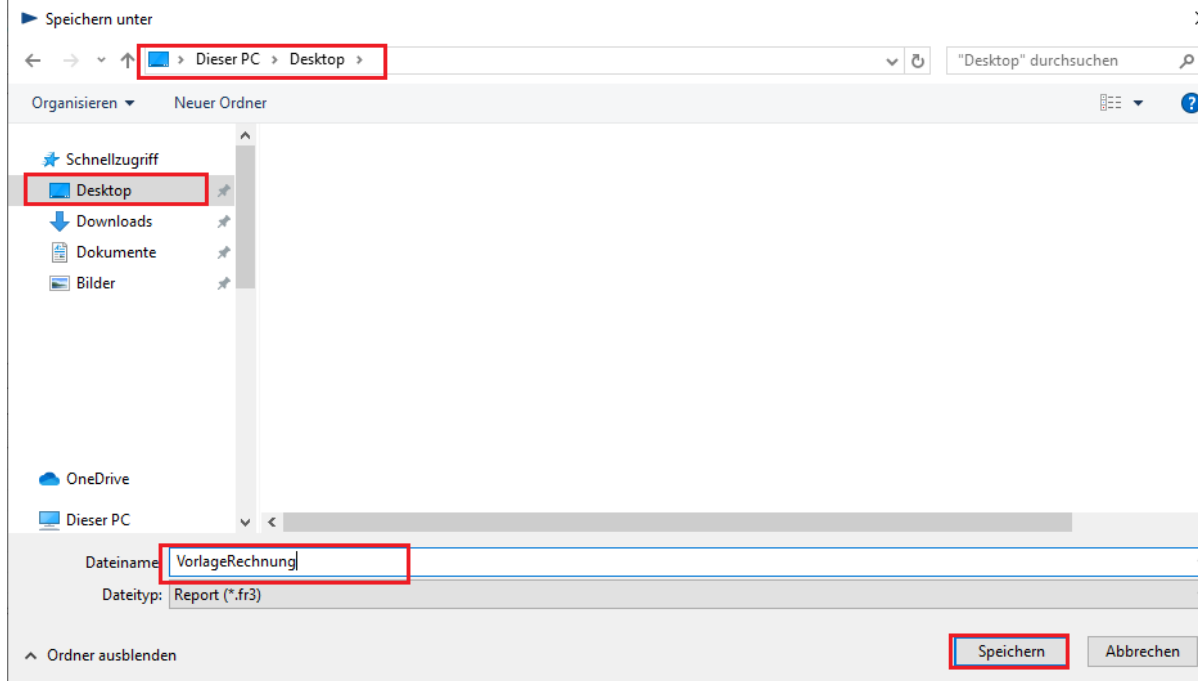 Speichern unter
Dieser PC > Desktop >
"Desktop" durchsuchen
Organisieren
Neuer Ordner
?
Schnellzugriff
Desktop
Downloads
Dokumente
Bilder
OneDrive
Dieser PC
Dateiname
VorlageRechnung
Dateityp: Report (*.fr3)
Ordner ausblenden
Speichern
Abbrechen